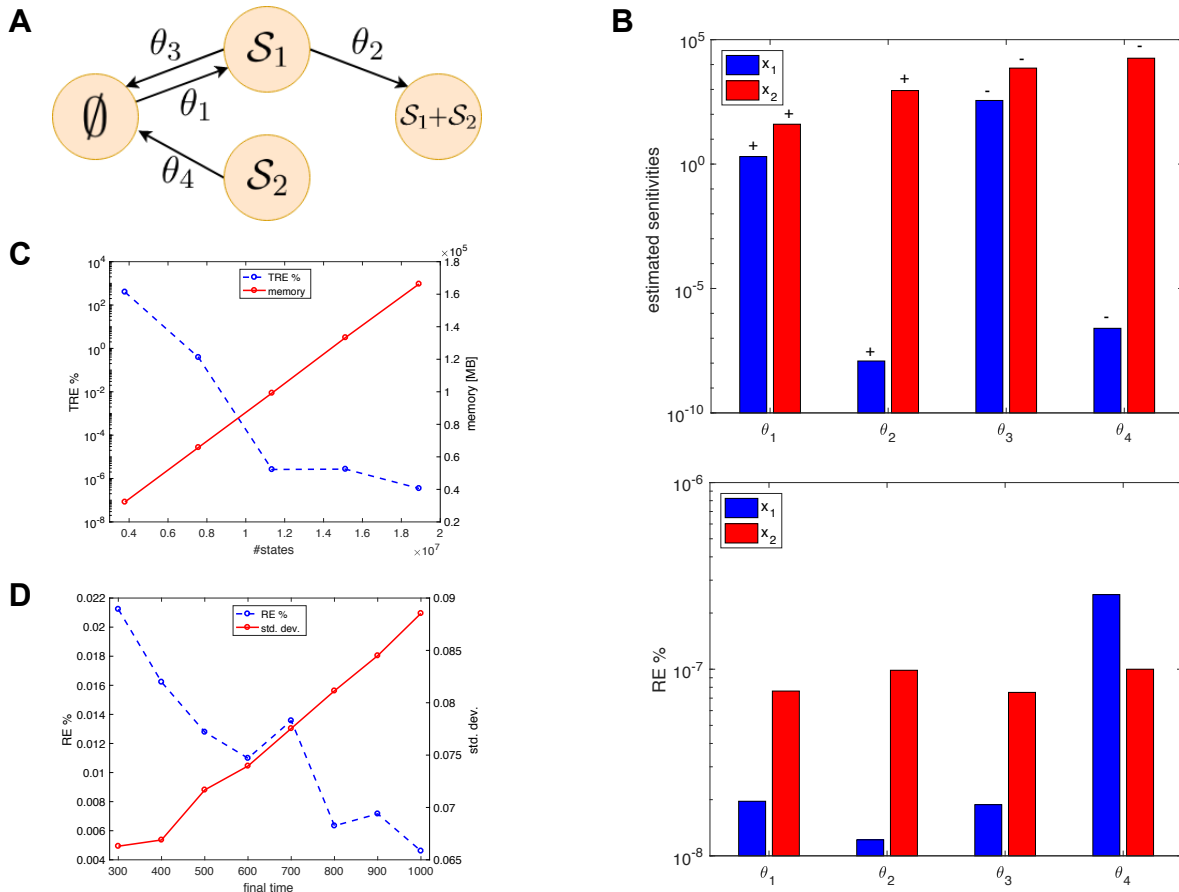 A
θ3
S1
θ2
∅
θ1
S1+S2
θ4
S2
B
10^5
10^0
10^-5
10^-10
estimated senitivities
x1
x2
+
+
+
+
-
-
-
-
θ1
θ2
θ3
θ4
C
×10^5
10^4
10^2
10^0
10^-2
10^-4
10^-6
10^-8
TRE %
TRE %
memory
1.8
1.6
1.4
1.2
1
0.8
0.6
0.4
0.2
memory [MB]
0.4
0.6
0.8
1
1.2
1.4
1.6
1.8
2
×10^7
#states
10^-6
10^-7
10^-8
RE %
x1
x2
θ1
θ2
θ3
θ4
D
0.022
0.02
0.018
0.016
0.014
0.012
0.01
0.008
0.006
0.004
RE %
RE %
std. dev.
0.09
0.085
0.08
0.075
0.07
0.065
std. dev.
300
400
500
600
700
800
900
1000
final time